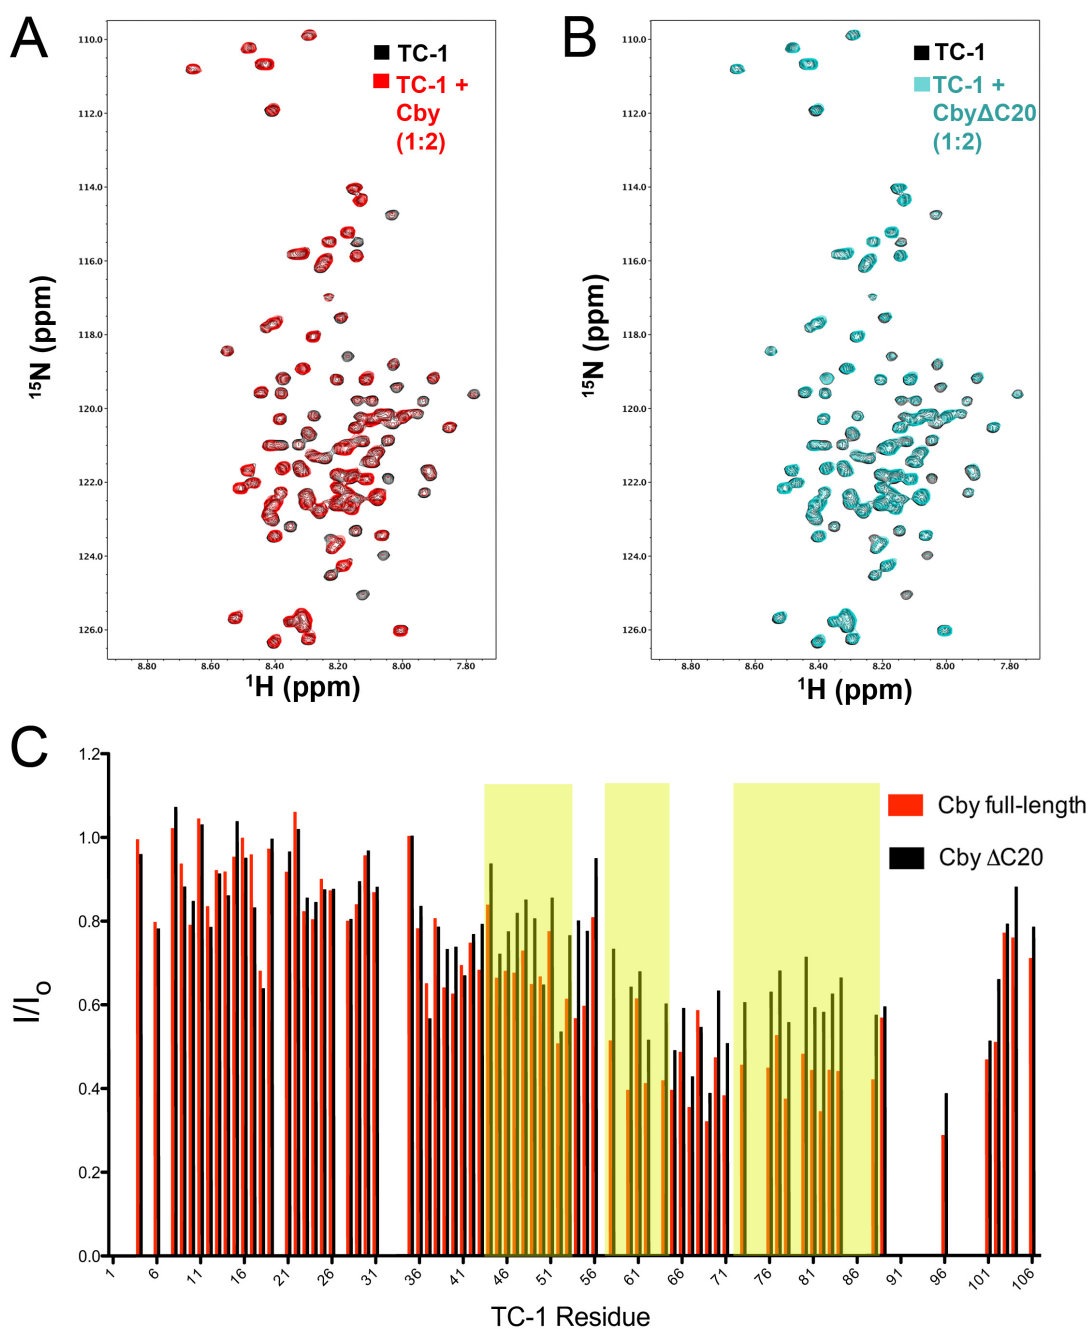 A
110.0
112.0
114.0
116.0
118.0
120.0
122.0
124.0
126.0
15N (ppm)
8.80 8.60 8.40 8.20 8.00 7.80
1H (ppm)
TC-1
TC-1 +
Cby
(1:2)
B
110.0
112.0
114.0
116.0
118.0
120.0
122.0
124.0
126.0
15N (ppm)
8.80 8.60 8.40 8.20 8.00 7.80
1H (ppm)
TC-1
TC-1 +
CbyΔC20
(1:2)
C
1.2
1.0
0.8
0.6
0.4
0.2
0.0
I/Io
Cby full-length
Cby ΔC20
1 6 11 16 21 26 31 36 41 46 51 56 61 66 71 76 81 86 91 96 101 106
TC-1 Residue